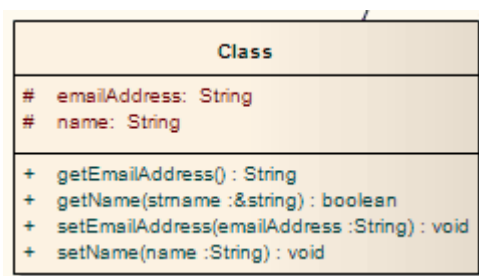 Class
# emailAddress: String
# name: String
+ getEmailAddress() : String
+ getName(strname :&string) : boolean
+ setEmailAddress(emailAddress :String) : void
+ setName(name :String) : void